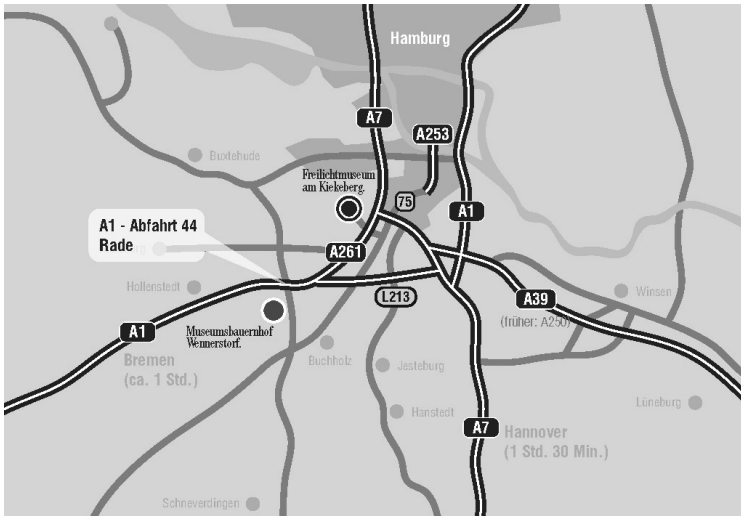 Hamburg
A7
A253
Buxtehude
Freilichtmuseum
am Kiekeberg.
75
A1
A1 - Abfahrt 44
Rade
A261
Hollenstedt
L213
A39
(früher: A250)
Winsen
Museumsbauernhof
Wennerstorf.
A1
Bremen
(ca. 1 Std.)
Buchholz
Jesteburg
Hanstedt
Lüneburg
A7
Hannover
(1 Std. 30 Min.)
Schneverdingen